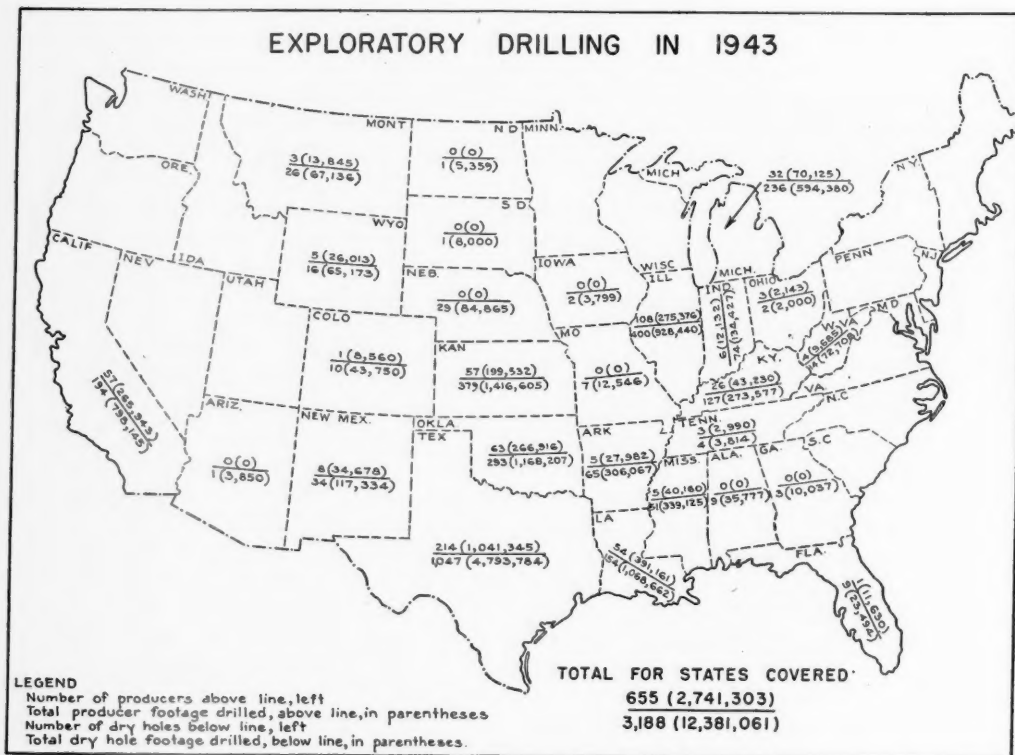 EXPLORATORY DRILLING IN 1943
WASH
MONT
N D
MINN
3 (13,845)
26 (67,136)
0 (0)
1 (5,359)
MICH
32 (70,125)
236 (594,380)
N.Y.
ORE.
S D
WYO
5 (26,013)
16 (65,173)
0 (0)
1 (8,000)
CALIF
NEV
IDA
UTAH
NEB.
0 (0)
29 (84,865)
IOWA
0 (0)
2 (3,799)
WISC
ILL
108 (275,376)
400 (928,440)
IND
6 (12,132)
74 (134,427)
MICH.
OHIO
3 (2,143)
2 (2,000)
PENN
N.J.
M D
W.VA
4 (9,685)
14 (72,708)
COLO
1 (8,560)
10 (43,750)
KAN
57 (199,532)
379 (1,416,605)
MO
0 (0)
7 (12,546)
KY.
26 (43,230)
127 (273,577)
VA.
N.C
57 (265,943)
194 (798,145)
ARIZ.
0 (0)
1 (3,850)
NEW MEX.
8 (34,678)
34 (117,334)
OKLA
TEX
63 (266,916)
293 (1,168,207)
ARK
5 (27,982)
65 (306,067)
TENN.
3 (2,990)
4 (3,814)
MISS.
5 (40,160)
51 (339,125)
ALA.
0 (0)
9 (35,777)
GA.
0 (0)
3 (10,037)
S.C
214 (1,041,345)
1,047 (4,793,784)
LA
54 (391,161)
154 (1,068,662)
FLA.
1 (11,630)
9 (23,494)
LEGEND
Number of producers above line, left
Total producer footage drilled, above line, in parentheses
Number of dry holes below line, left
Total dry hole footage drilled, below line, in parentheses.
TOTAL FOR STATES COVERED
655 (2,741,303)
3,188 (12,381,061)